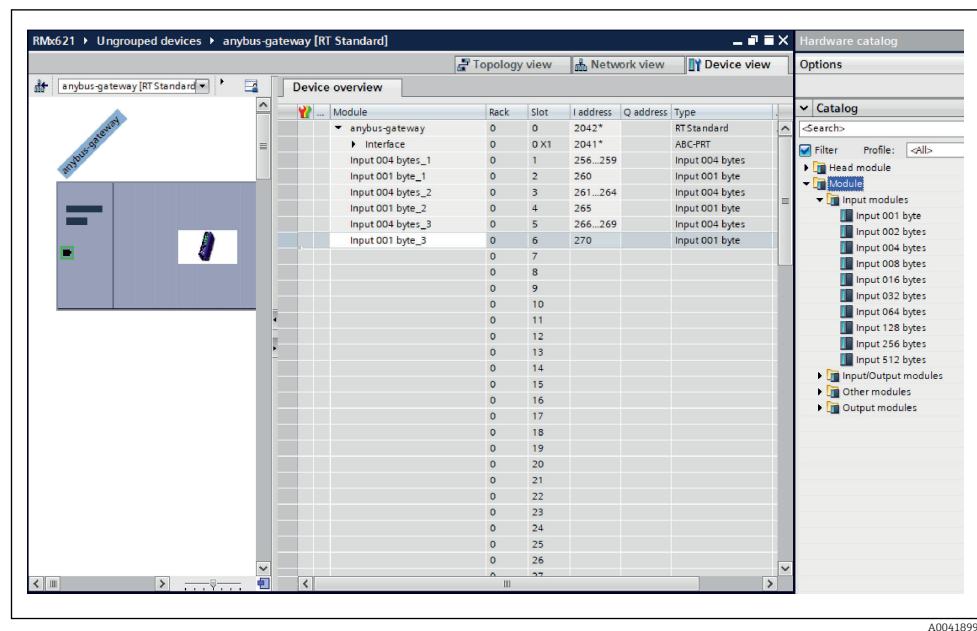 RMx621 ▸ Ungrouped devices ▸ anybus-gateway [RT Standard]
Hardware catalog
Topology view Network view Device view
Options
anybus-gateway [RT Standard]
Device overview
anybus-gateway
Catalog
<Search>
Filter Profile: <All>
Head module
Module
Input modules
Input 001 byte
Input 002 bytes
Input 004 bytes
Input 008 bytes
Input 016 bytes
Input 032 bytes
Input 064 bytes
Input 128 bytes
Input 256 bytes
Input 512 bytes
Input/Output modules
Other modules
Output modules
... Module Rack Slot I address Q address Type
anybus-gateway 0 0 2042* RT Standard
Interface 0 0 X1 2041* ABC-PRT
Input 004 bytes_1 0 1 256...259 Input 004 bytes
Input 001 byte_1 0 2 260 Input 001 byte
Input 004 bytes_2 0 3 261...264 Input 004 bytes
Input 001 byte_2 0 4 265 Input 001 byte
Input 004 bytes_3 0 5 266...269 Input 004 bytes
Input 001 byte_3 0 6 270 Input 001 byte
0 7
0 8
0 9
0 10
0 11
0 12
0 13
0 14
0 15
0 16
0 17
0 18
0 19
0 20
0 21
0 22
0 23
0 24
0 25
0 26
A0041899